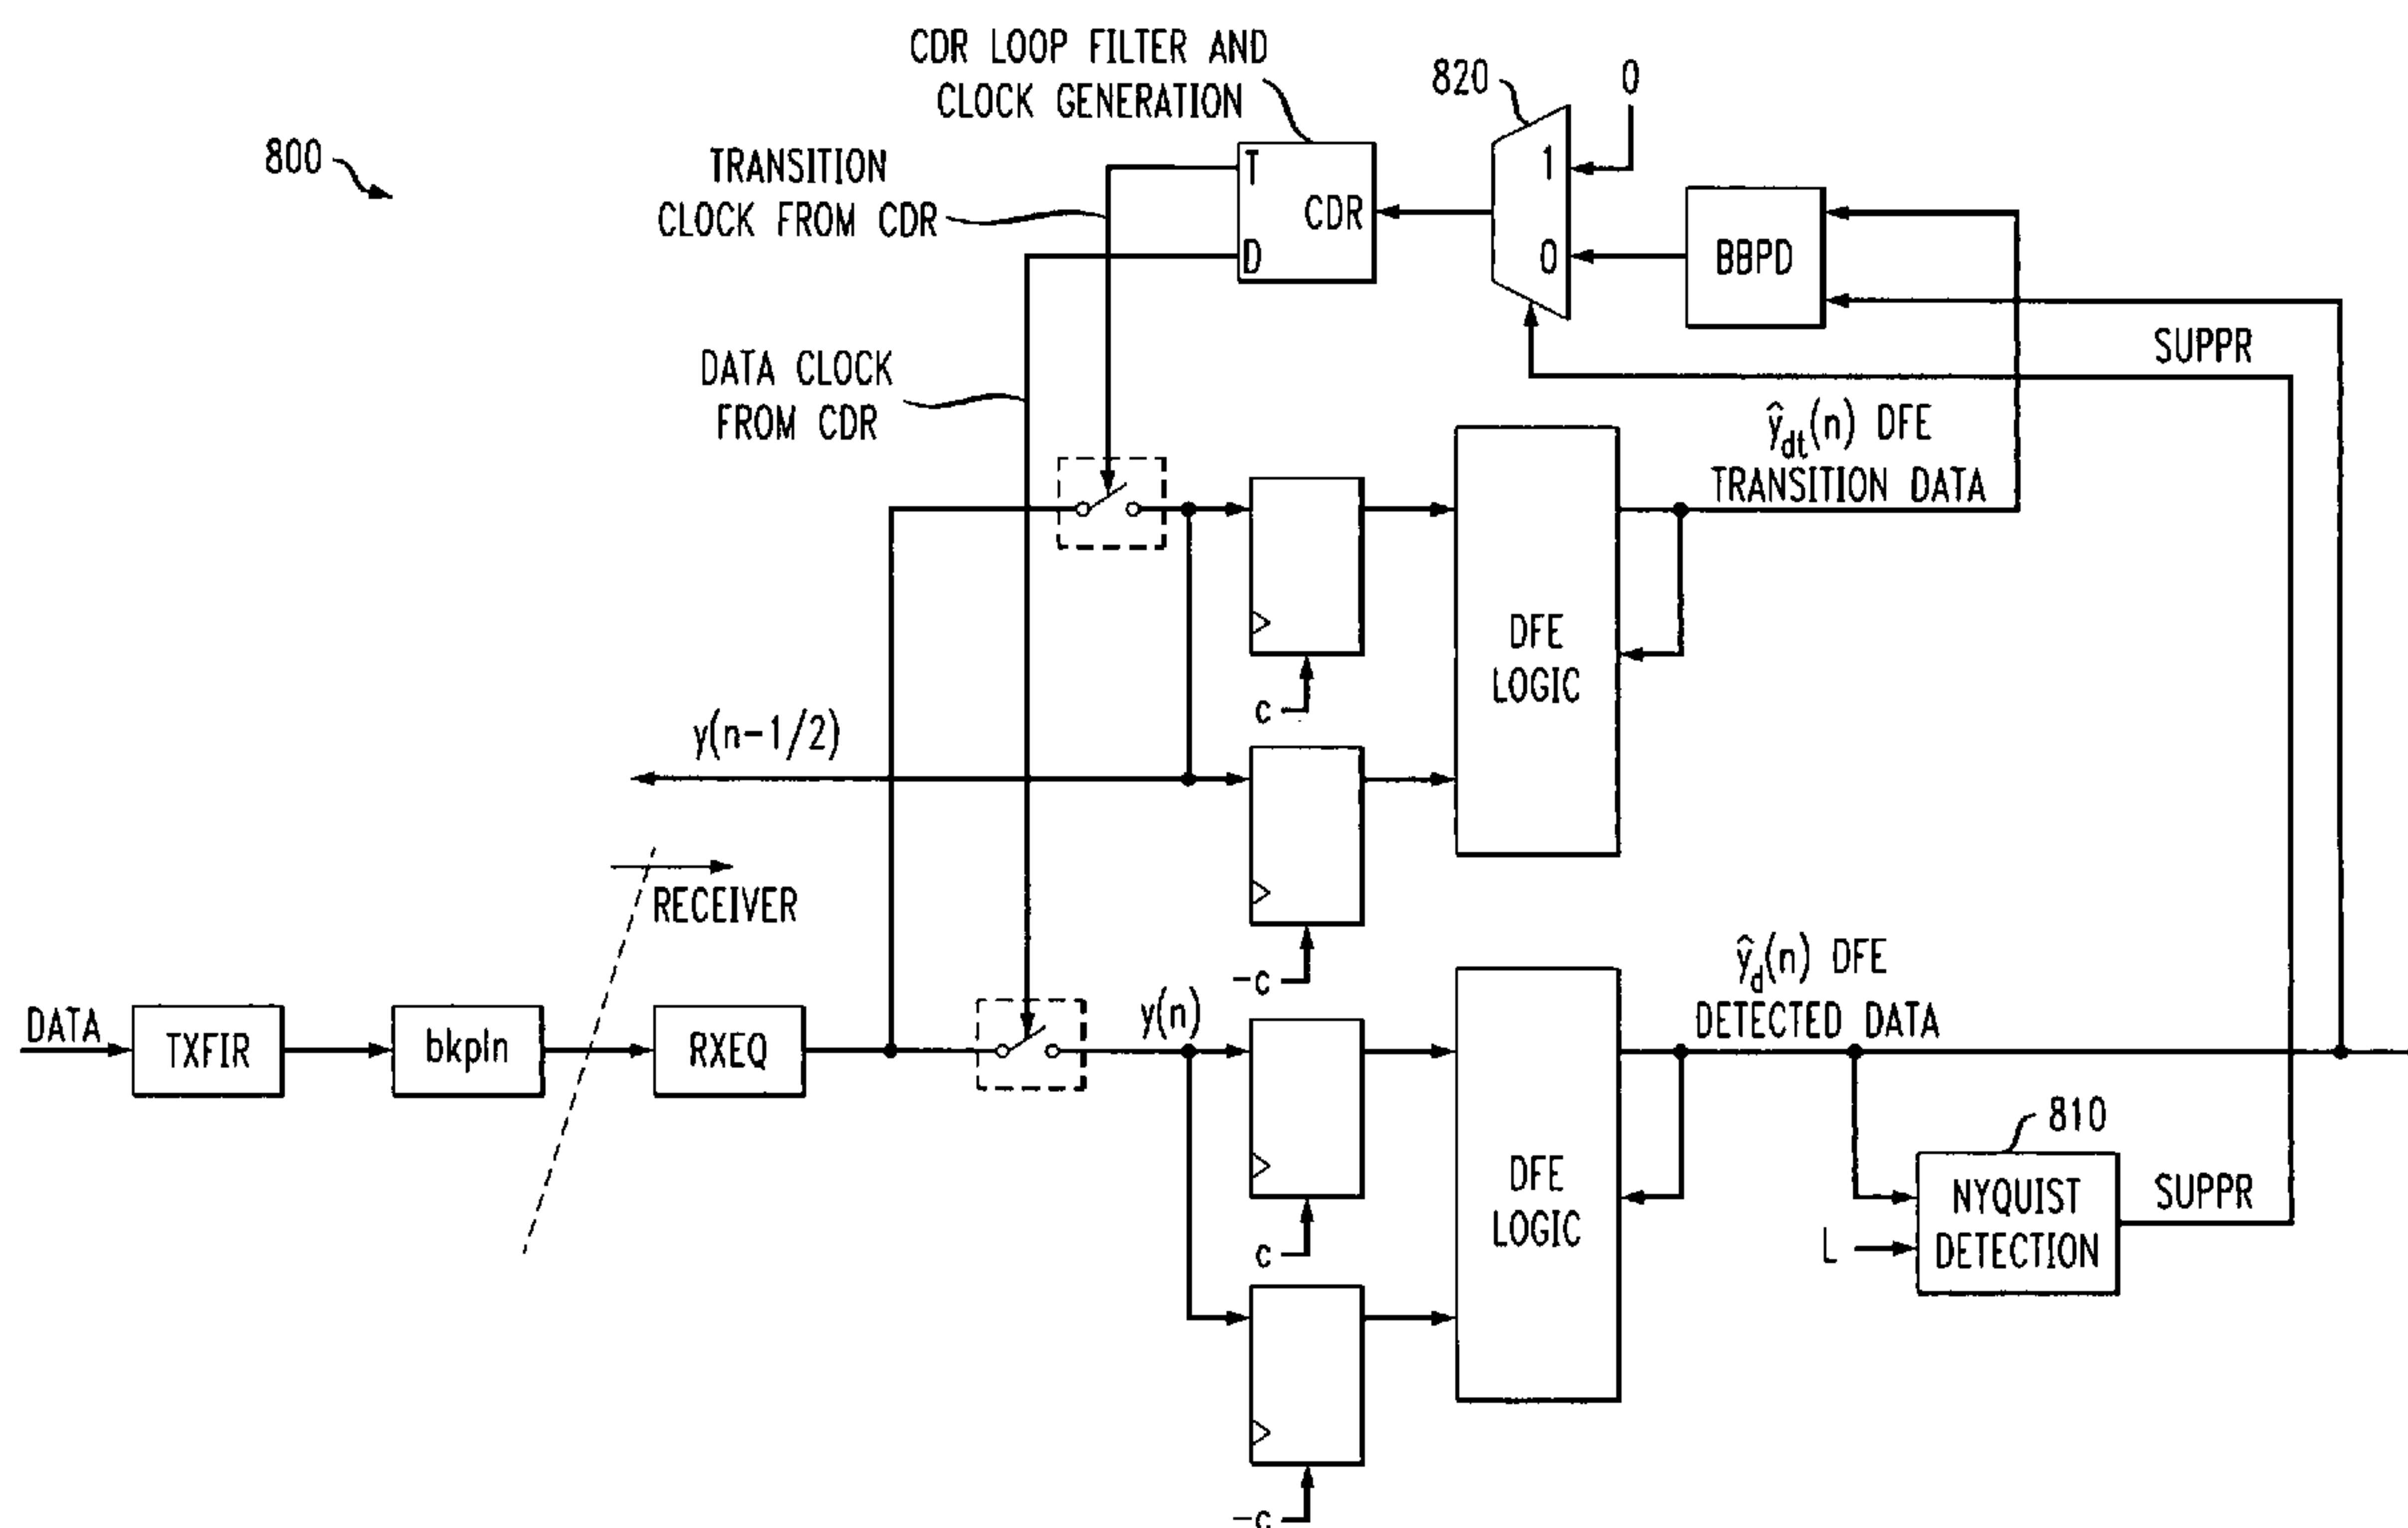 CDR LOOP FILTER AND
CLOCK GENERATION
820
0
800
TRANSITION
CLOCK FROM CDR
T
CDR
D
1
0
BBPD
SUPPR
DATA CLOCK
FROM CDR
ŷdt(n) DFE
TRANSITION DATA
DFE
LOGIC
c
y(n-1/2)
-c
RECEIVER
DATA
TXFIR
bkpln
RXEQ
y(n)
ŷd(n) DFE
DETECTED DATA
810
DFE
LOGIC
NYQUIST
DETECTION
SUPPR
L
c
-c